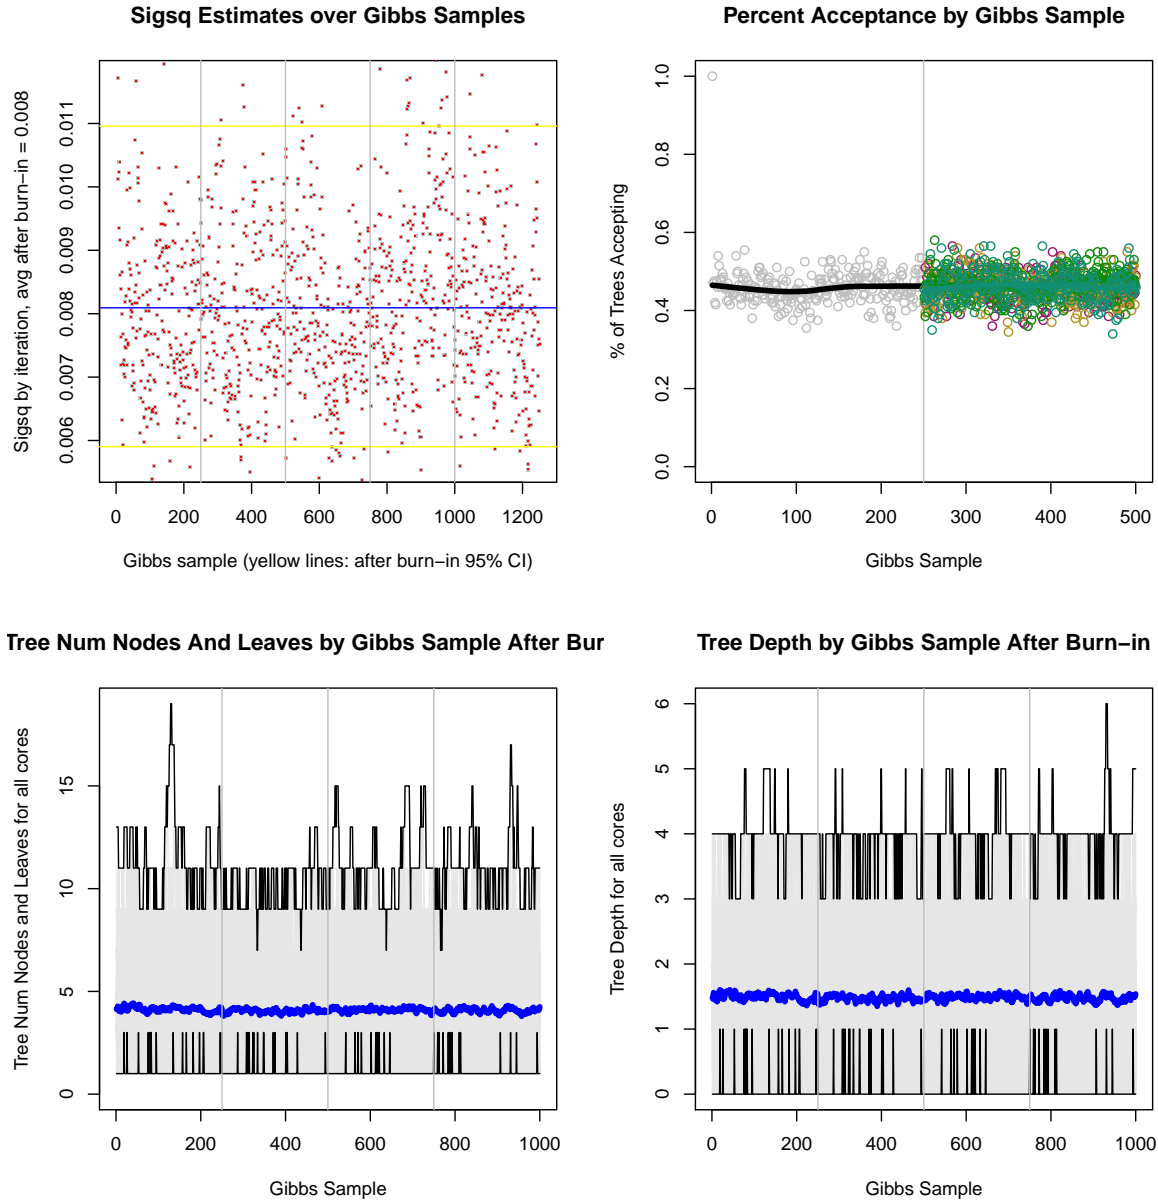 Sigsq Estimates over Gibbs Samples
Sigsq by iteration, avg after burn−in = 0.008
0.006 0.007 0.008 0.009 0.010 0.011
0 200 400 600 800 1000 1200
Gibbs sample (yellow lines: after burn−in 95% CI)
Percent Acceptance by Gibbs Sample
% of Trees Accepting
0.0 0.2 0.4 0.6 0.8 1.0
0 100 200 300 400 500
Gibbs Sample
Tree Num Nodes And Leaves by Gibbs Sample After Bur
Tree Num Nodes and Leaves for all cores
0 5 10 15
0 200 400 600 800 1000
Gibbs Sample
Tree Depth by Gibbs Sample After Burn−in
Tree Depth for all cores
0 1 2 3 4 5 6
0 200 400 600 800 1000
Gibbs Sample